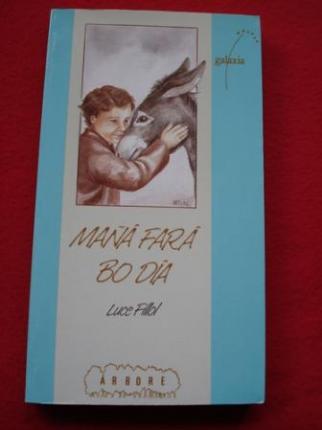 galaxia
MAÑÁ FARÁ
BO DÍA
Luce Fillol
ÁRBORE